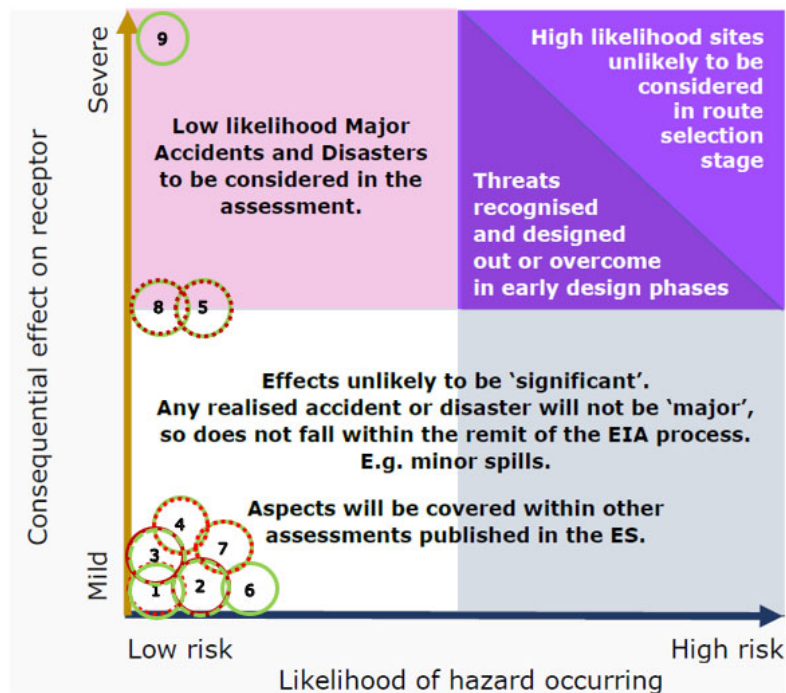 Severe
Consequential effect on receptor
Mild
9
Low likelihood Major
Accidents and Disasters
to be considered in the
assessment.
High likelihood sites
unlikely to be
considered
in route
selection
stage
Threats
recognised
and designed
out or overcome
in early design phases
8
5
Effects unlikely to be ‘significant’.
Any realised accident or disaster will not be ‘major’,
so does not fall within the remit of the EIA process.
E.g. minor spills.
Aspects will be covered within other
assessments published in the ES.
4
7
3
1
2
6
Low risk
High risk
Likelihood of hazard occurring